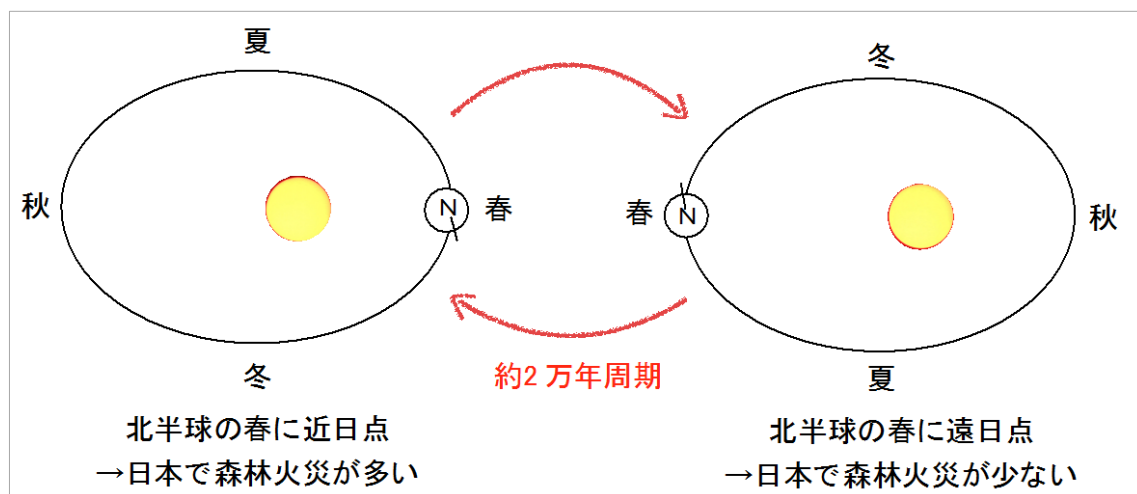 夏
秋
N
春
冬
北半球の春に近日点
→日本で森林火災が多い
約2万年周期
冬
春
N
秋
夏
北半球の春に遠日点
→日本で森林火災が少ない